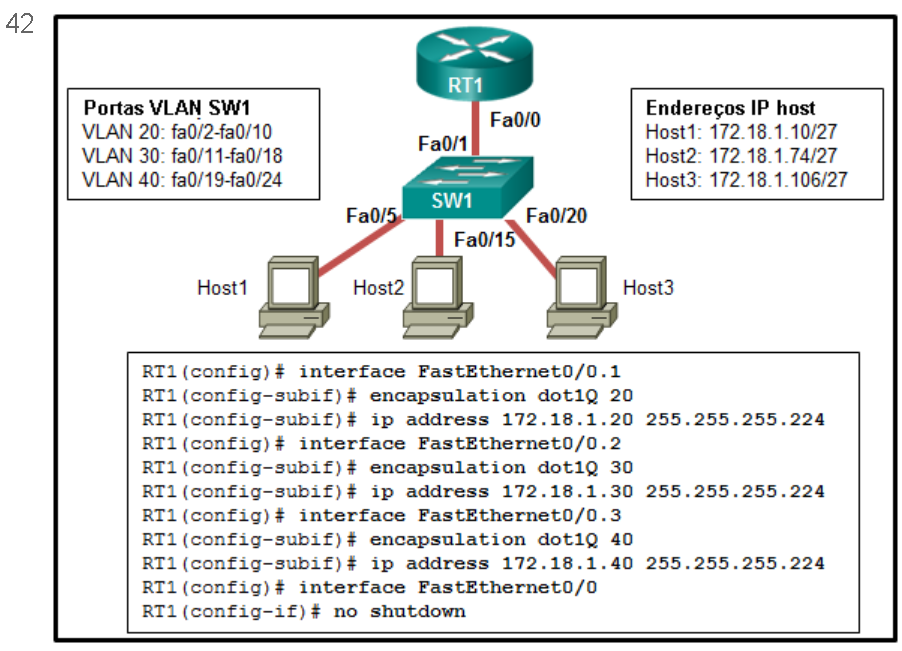 42
RT1
Portas VLAN SW1
VLAN 20: fa0/2-fa0/10
VLAN 30: fa0/11-fa0/18
VLAN 40: fa0/19-fa0/24
Endereços IP host
Host1: 172.18.1.10/27
Host2: 172.18.1.74/27
Host3: 172.18.1.106/27
Fa0/0
Fa0/1
SW1
Fa0/5
Fa0/20
Fa0/15
Host1
Host2
Host3
RT1(config)# interface FastEthernet0/0.1
RT1(config-subif)# encapsulation dot1Q 20
RT1(config-subif)# ip address 172.18.1.20 255.255.255.224
RT1(config)# interface FastEthernet0/0.2
RT1(config-subif)# encapsulation dot1Q 30
RT1(config-subif)# ip address 172.18.1.30 255.255.255.224
RT1(config)# interface FastEthernet0/0.3
RT1(config-subif)# encapsulation dot1Q 40
RT1(config-subif)# ip address 172.18.1.40 255.255.255.224
RT1(config)# interface FastEthernet0/0
RT1(config-if)# no shutdown